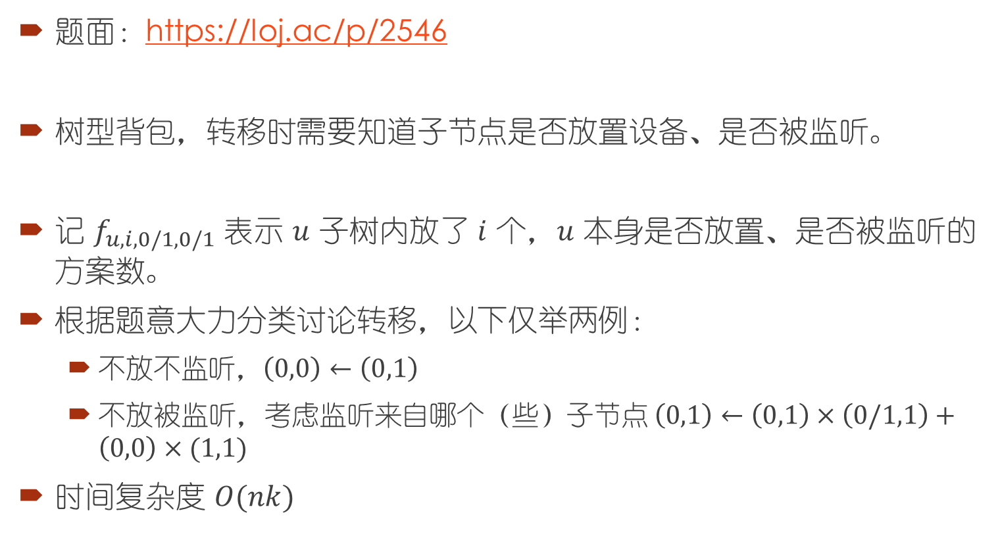 题面：https://loj.ac/p/2546
树型背包，转移时需要知道子节点是否放置设备、是否被监听。
记 f_{u,i,0/1,0/1} 表示 u 子树内放了 i 个，u 本身是否放置、是否被监听的
方案数。
根据题意大力分类讨论转移，以下仅举两例：
不放不监听，(0,0) ← (0,1)
不放被监听，考虑监听来自哪个（些）子节点 (0,1) ← (0,1) × (0/1,1) +
(0,0) × (1,1)
时间复杂度 O(nk)